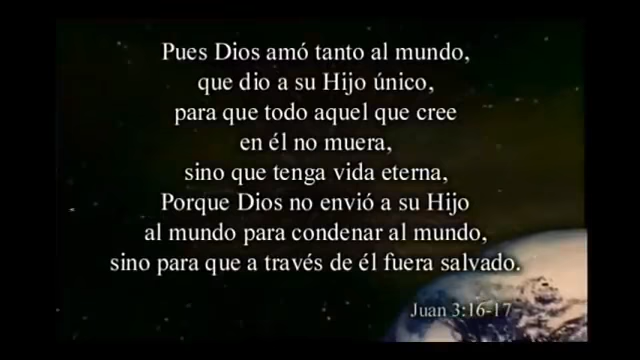 Pues Dios amó tanto al mundo,
que dio a su Hijo único,
para que todo aquel que cree
en él no muera,
sino que tenga vida eterna,
Porque Dios no envió a su Hijo
al mundo para condenar al mundo,
sino para que a través de él fuera salvado.
Juan 3:16-17